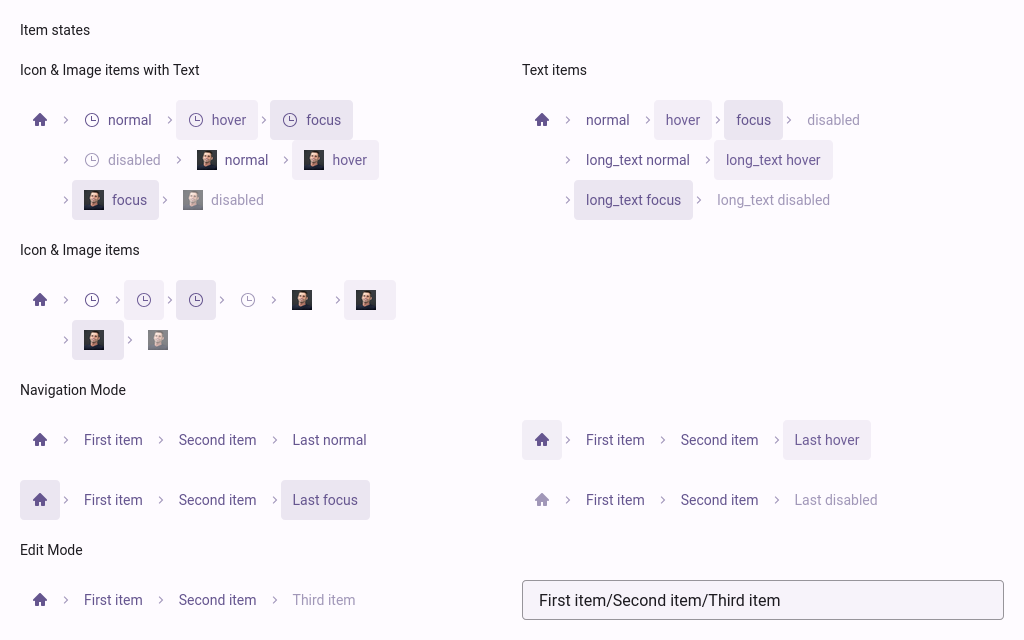 Item states
Icon & Image items with Text
normal hover focus
disabled normal hover
focus disabled
Text items
normal hover focus disabled
long_text normal long_text hover
long_text focus long_text disabled
Icon & Image items
Navigation Mode
First item Second item Last normal
First item Second item Last hover
First item Second item Last focus
First item Second item Last disabled
Edit Mode
First item Second item Third item
First item/Second item/Third item